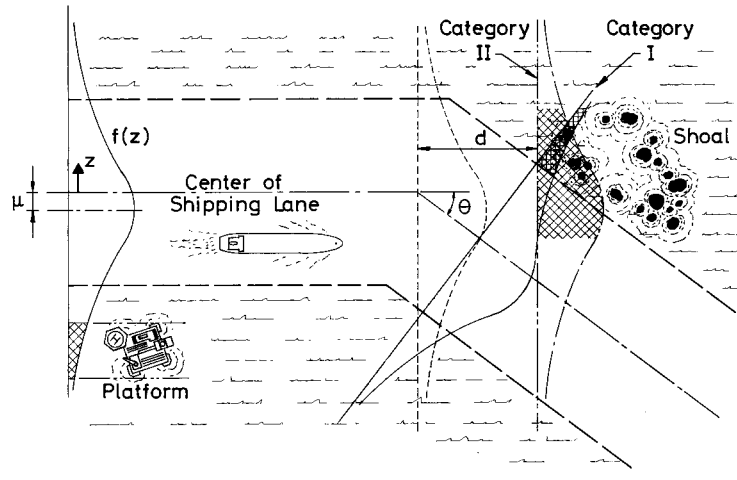 Category
II
Category
I
f(z)
z
μ
Center of
Shipping Lane
d
θ
Shoal
H
Platform